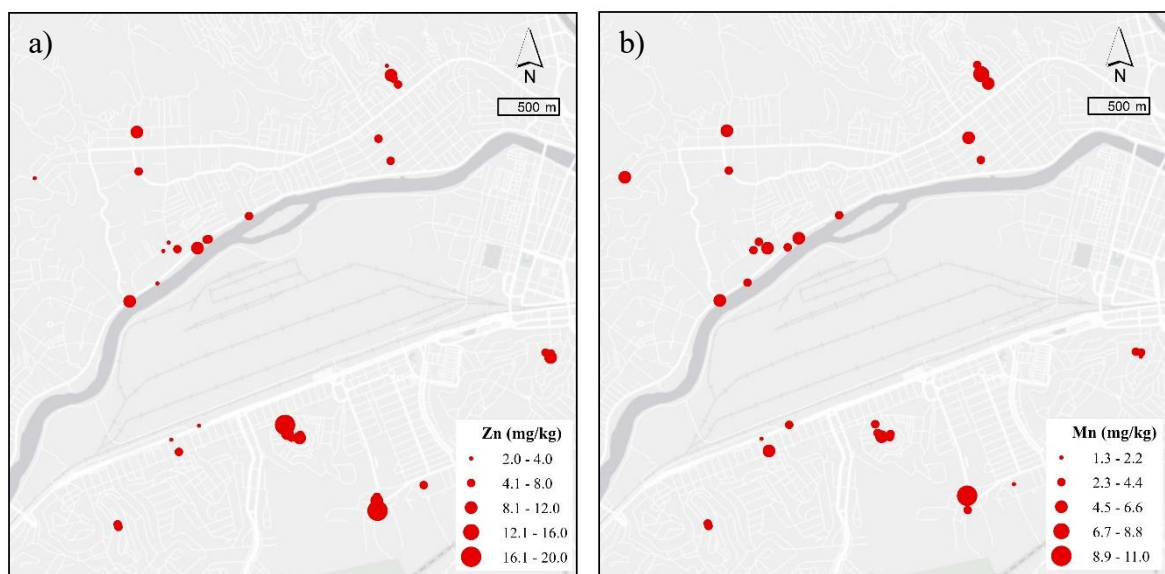 a)
N
500 m
Zn (mg/kg)
2.0 - 4.0
4.1 - 8.0
8.1 - 12.0
12.1 - 16.0
16.1 - 20.0
b)
N
500 m
Mn (mg/kg)
1.3 - 2.2
2.3 - 4.4
4.5 - 6.6
6.7 - 8.8
8.9 - 11.0